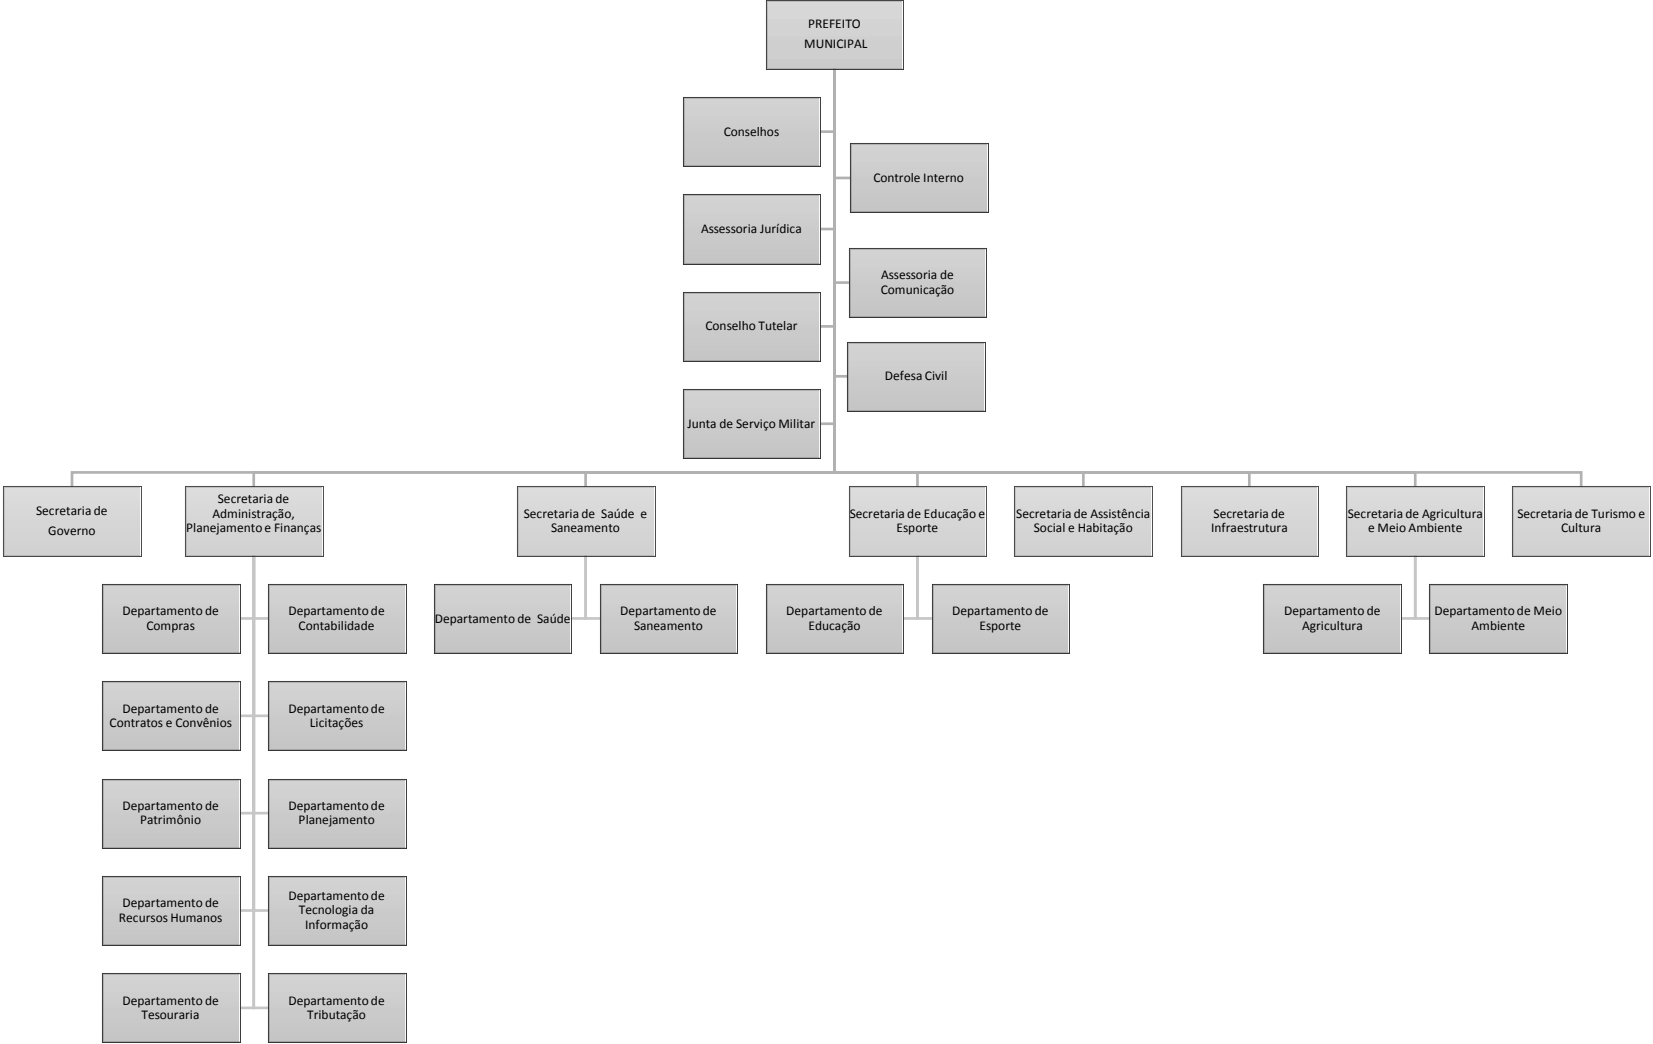 PREFEITO
MUNICIPAL
Conselhos
Controle Interno
Assessoria Jurídica
Assessoria de
Comunicação
Conselho Tutelar
Defesa Civil
Junta de Serviço Militar
Secretaria de
Governo
Secretaria de
Administração,
Planejamento e Finanças
Secretaria de Saúde e
Saneamento
Secretaria de Educação e
Esporte
Secretaria de Assistência
Social e Habitação
Secretaria de
Infraestrutura
Secretaria de Agricultura
e Meio Ambiente
Secretaria de Turismo e
Cultura
Departamento de
Compras
Departamento de
Contabilidade
Departamento de Saúde
Departamento de
Saneamento
Departamento de
Educação
Departamento de
Esporte
Departamento de
Agricultura
Departamento de Meio
Ambiente
Departamento de
Contratos e Convênios
Departamento de
Licitações
Departamento de
Patrimônio
Departamento de
Planejamento
Departamento de
Recursos Humanos
Departamento de
Tecnologia da
Informação
Departamento de
Tesouraria
Departamento de
Tributação